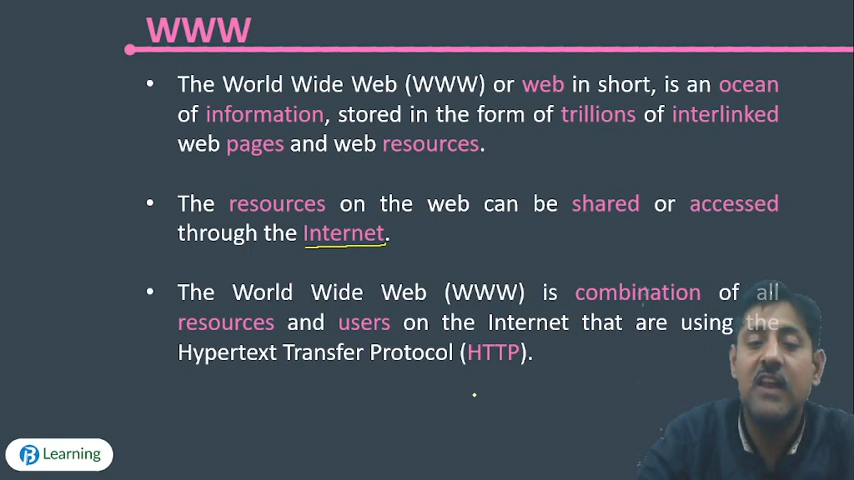 WWW
• The World Wide Web (WWW) or web in short, is an ocean
of information, stored in the form of trillions of interlinked
web pages and web resources.
• The resources on the web can be shared or accessed
through the Internet.
• The World Wide Web (WWW) is combination of all
resources and users on the Internet that are using the
Hypertext Transfer Protocol (HTTP).
Learning